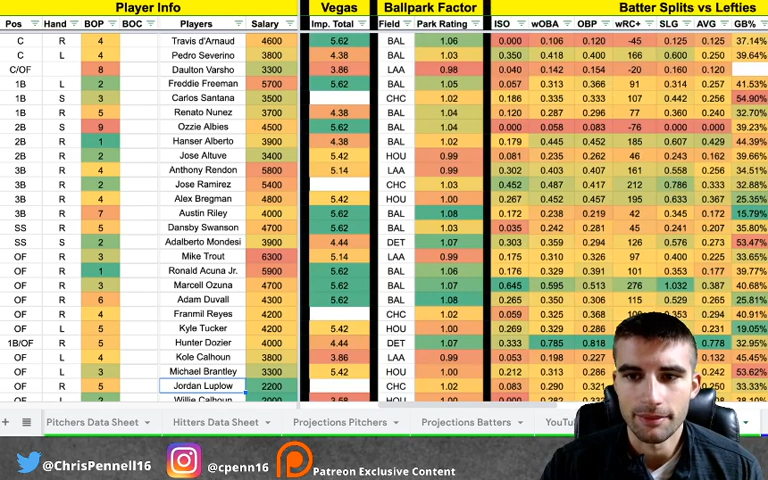 Player Info Vegas Ballpark Factor Batter Splits vs Lefties
Pos Hand BOP BOC Players Salary Imp. Total Field Park Rating ISO wOBA OBP wRC+ SLG AVG GB%
C R 4 Travis d'Arnaud 4600 5.62 BAL 1.06 0.000 0.106 0.120 -45 0.125 0.125 37.14%
C L 4 Pedro Severino 3800 4.38 BAL 1.03 0.350 0.418 0.400 166 0.600 0.250 39.64%
C/OF 8 Daulton Varsho 3300 3.86 LAA 0.98 0.040 0.142 0.154 -20 0.160 0.120
1B L 2 Freddie Freeman 5700 5.62 BAL 1.05 0.057 0.313 0.366 91 0.314 0.257 41.53%
1B S 3 Carlos Santana 3500 CHC 1.02 0.186 0.335 0.333 107 0.442 0.256 54.90%
1B R 5 Renato Nunez 3700 4.38 BAL 1.04 0.120 0.287 0.296 77 0.360 0.240 32.70%
2B S 9 Ozzie Albies 4500 5.62 BAL 1.04 0.000 0.058 0.083 -76 0.000 0.000 39.23%
2B R 1 Hanser Alberto 3900 4.38 BAL 1.02 0.179 0.445 0.452 185 0.607 0.429 44.39%
2B R 2 Jose Altuve 3400 5.42 HOU 0.99 0.081 0.235 0.262 46 0.243 0.162 39.66%
3B R 4 Anthony Rendon 5800 5.14 LAA 0.99 0.302 0.403 0.407 161 0.558 0.256 34.51%
3B R 2 Jose Ramirez 5400 CHC 1.03 0.452 0.487 0.417 212 0.786 0.333 32.88%
3B R 4 Alex Bregman 4800 5.42 HOU 1.00 0.267 0.452 0.457 195 0.633 0.367 25.35%
3B R 7 Austin Riley 4000 5.62 BAL 1.08 0.172 0.238 0.219 42 0.345 0.172 15.79%
SS R 5 Dansby Swanson 4700 5.62 BAL 1.03 0.035 0.242 0.281 45 0.241 0.207 35.80%
SS S 2 Adalberto Mondesi 3900 4.44 DET 1.07 0.303 0.359 0.294 126 0.576 0.273 53.47%
OF R 3 Mike Trout 6300 5.14 LAA 0.99 0.175 0.310 0.326 97 0.400 0.225 33.65%
OF R 1 Ronald Acuna Jr. 5900 5.62 BAL 1.06 0.176 0.329 0.391 101 0.353 0.177 39.77%
OF R 3 Marcell Ozuna 4700 5.62 BAL 1.07 0.645 0.595 0.513 276 1.032 0.387 40.68%
OF R 6 Adam Duvall 4300 5.62 BAL 1.08 0.265 0.350 0.306 115 0.529 0.265 25.81%
OF R 4 Franmil Reyes 4200 CHC 1.02 0.059 0.325 0.368 0.294 40.91%
OF L 5 Kyle Tucker 4200 5.42 HOU 1.00 0.269 0.329 0.286 0.231 19.05%
1B/OF R 4 Hunter Dozier 4000 4.44 DET 1.07 0.333 0.785 0.818 0.778 32.95%
OF L 4 Kole Calhoun 3800 3.86 LAA 0.99 0.053 0.198 0.227 0.132 45.45%
OF L 3 Michael Brantley 3300 5.42 HOU 1.00 0.212 0.313 0.286 53.62%
OF R 5 Jordan Luplow 2200 CHC 1.02 0.083 0.290 0.321 33.33%
OF L 2 Willie Calhoun 2000 3.58 HOU 1.00 0.000 38.10%
Pitchers Data Sheet Hitters Data Sheet Projections Pitchers Projections Batters
@ChrisPennell16 @cpenn16 Patreon Exclusive Content